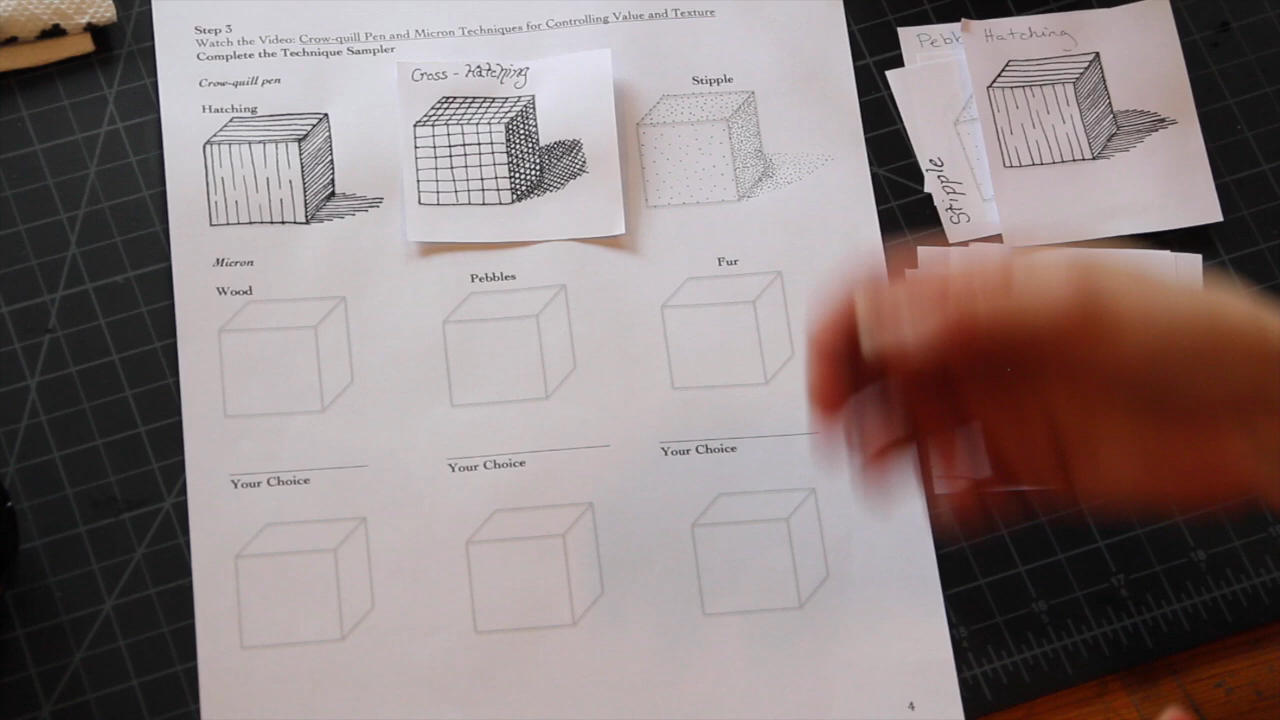 Step 3
Watch the Video: Crow-quill Pen and Micron Techniques for Controlling Value and Texture
Complete the Technique Sampler
Crow-quill pen
Hatching
Cross - Hatching
Stipple
Pebb
Hatching
Stipple
Micron
Wood
Pebbles
Fur
Your Choice
Your Choice
Your Choice
4